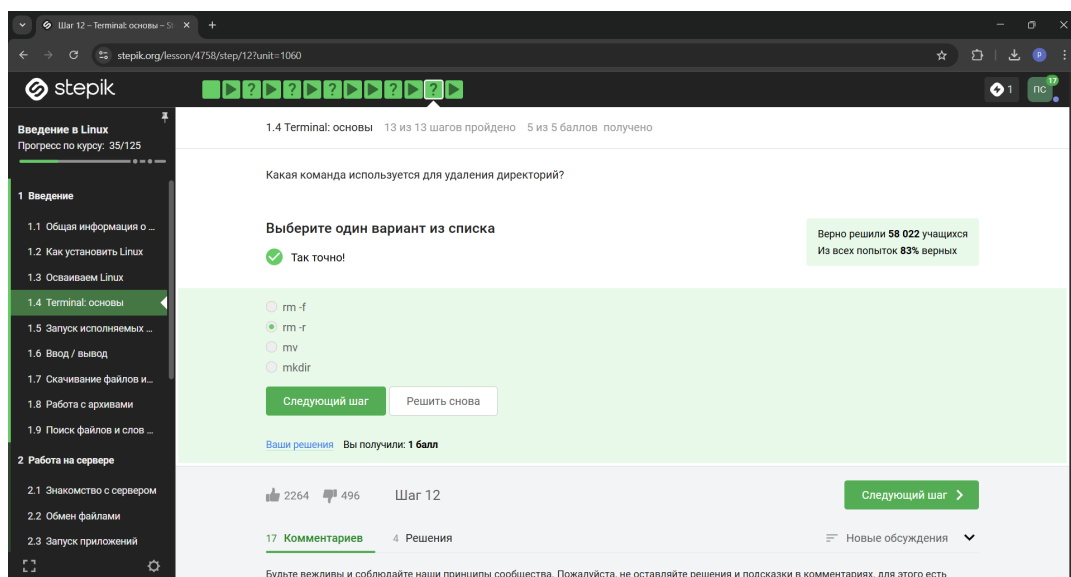 Шаг 12 – Terminal: основы – St
stepik.org/lesson/4758/step/12?unit=1060
P
stepik
? ? ? ? ? ?
1
ПС
17
Введение в Linux
Прогресс по курсу: 35/125
1 Введение
1.1 Общая информация о ...
1.2 Как установить Linux
1.3 Осваиваем Linux
1.4 Terminal: основы
1.5 Запуск исполняемых ...
1.6 Ввод / вывод
1.7 Скачивание файлов и...
1.8 Работа с архивами
1.9 Поиск файлов и слов ...
2 Работа на сервере
2.1 Знакомство с сервером
2.2 Обмен файлами
2.3 Запуск приложений
1.4 Terminal: основы 13 из 13 шагов пройдено 5 из 5 баллов получено
Какая команда используется для удаления директорий?
Выберите один вариант из списка
Так точно!
Верно решили 58 022 учащихся
Из всех попыток 83% верных
rm -f
rm -r
mv
mkdir
Следующий шаг
Решить снова
Ваши решения Вы получили: 1 балл
2264 496 Шаг 12
Следующий шаг
17 Комментариев 4 Решения
Новые обсуждения
Будьте вежливы и соблюдайте наши принципы сообщества. Пожалуйста, не оставляйте решения и подсказки в комментариях, для этого есть